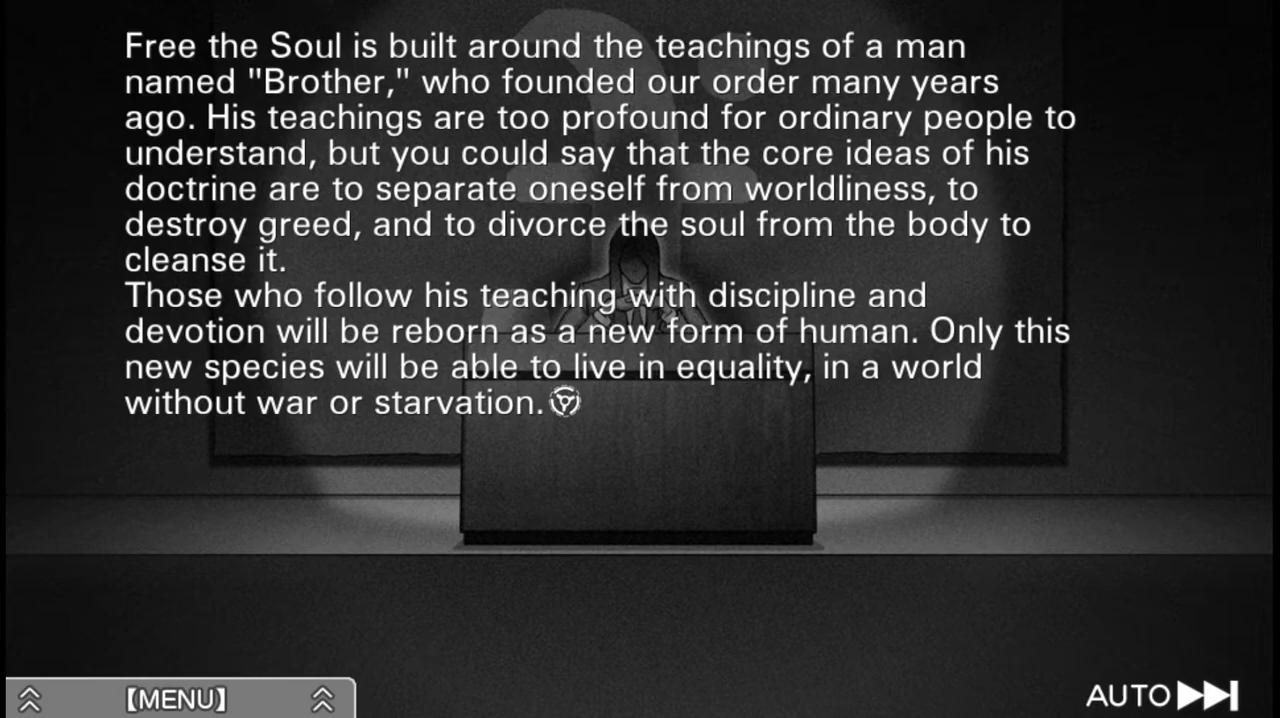 Free the Soul is built around the teachings of a man
named "Brother," who founded our order many years
ago. His teachings are too profound for ordinary people to
understand, but you could say that the core ideas of his
doctrine are to separate oneself from worldliness, to
destroy greed, and to divorce the soul from the body to
cleanse it.
Those who follow his teaching with discipline and
devotion will be reborn as a new form of human. Only this
new species will be able to live in equality, in a world
without war or starvation.
【MENU】
AUTO